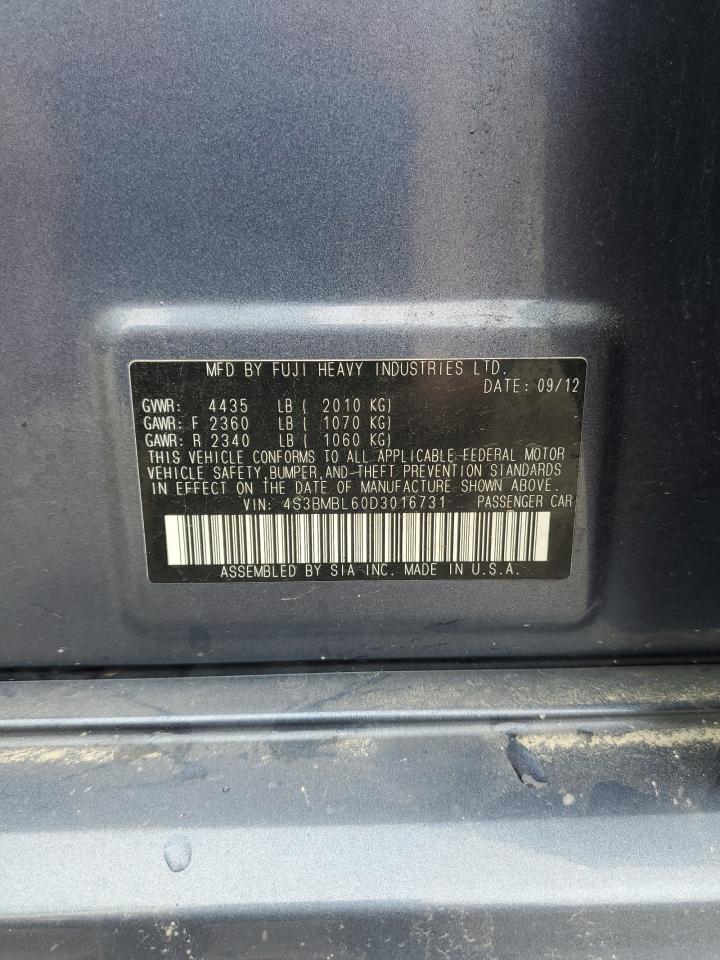 MFD BY FUJI HEAVY INDUSTRIES LTD.
DATE: 09/12
GVWR: 4435 LB ( 2010 KG)
GAWR: F 2360 LB ( 1070 KG)
GAWR: R 2340 LB ( 1060 KG)
THIS VEHICLE CONFORMS TO ALL APPLICABLE FEDERAL MOTOR
VEHICLE SAFETY, BUMPER, AND THEFT PREVENTION STANDARDS
IN EFFECT ON THE DATE OF MANUFACTURE SHOWN ABOVE.
VIN: 4S3BMBL60D3016731 PASSENGER CAR
ASSEMBLED BY SIA INC. MADE IN U.S.A.